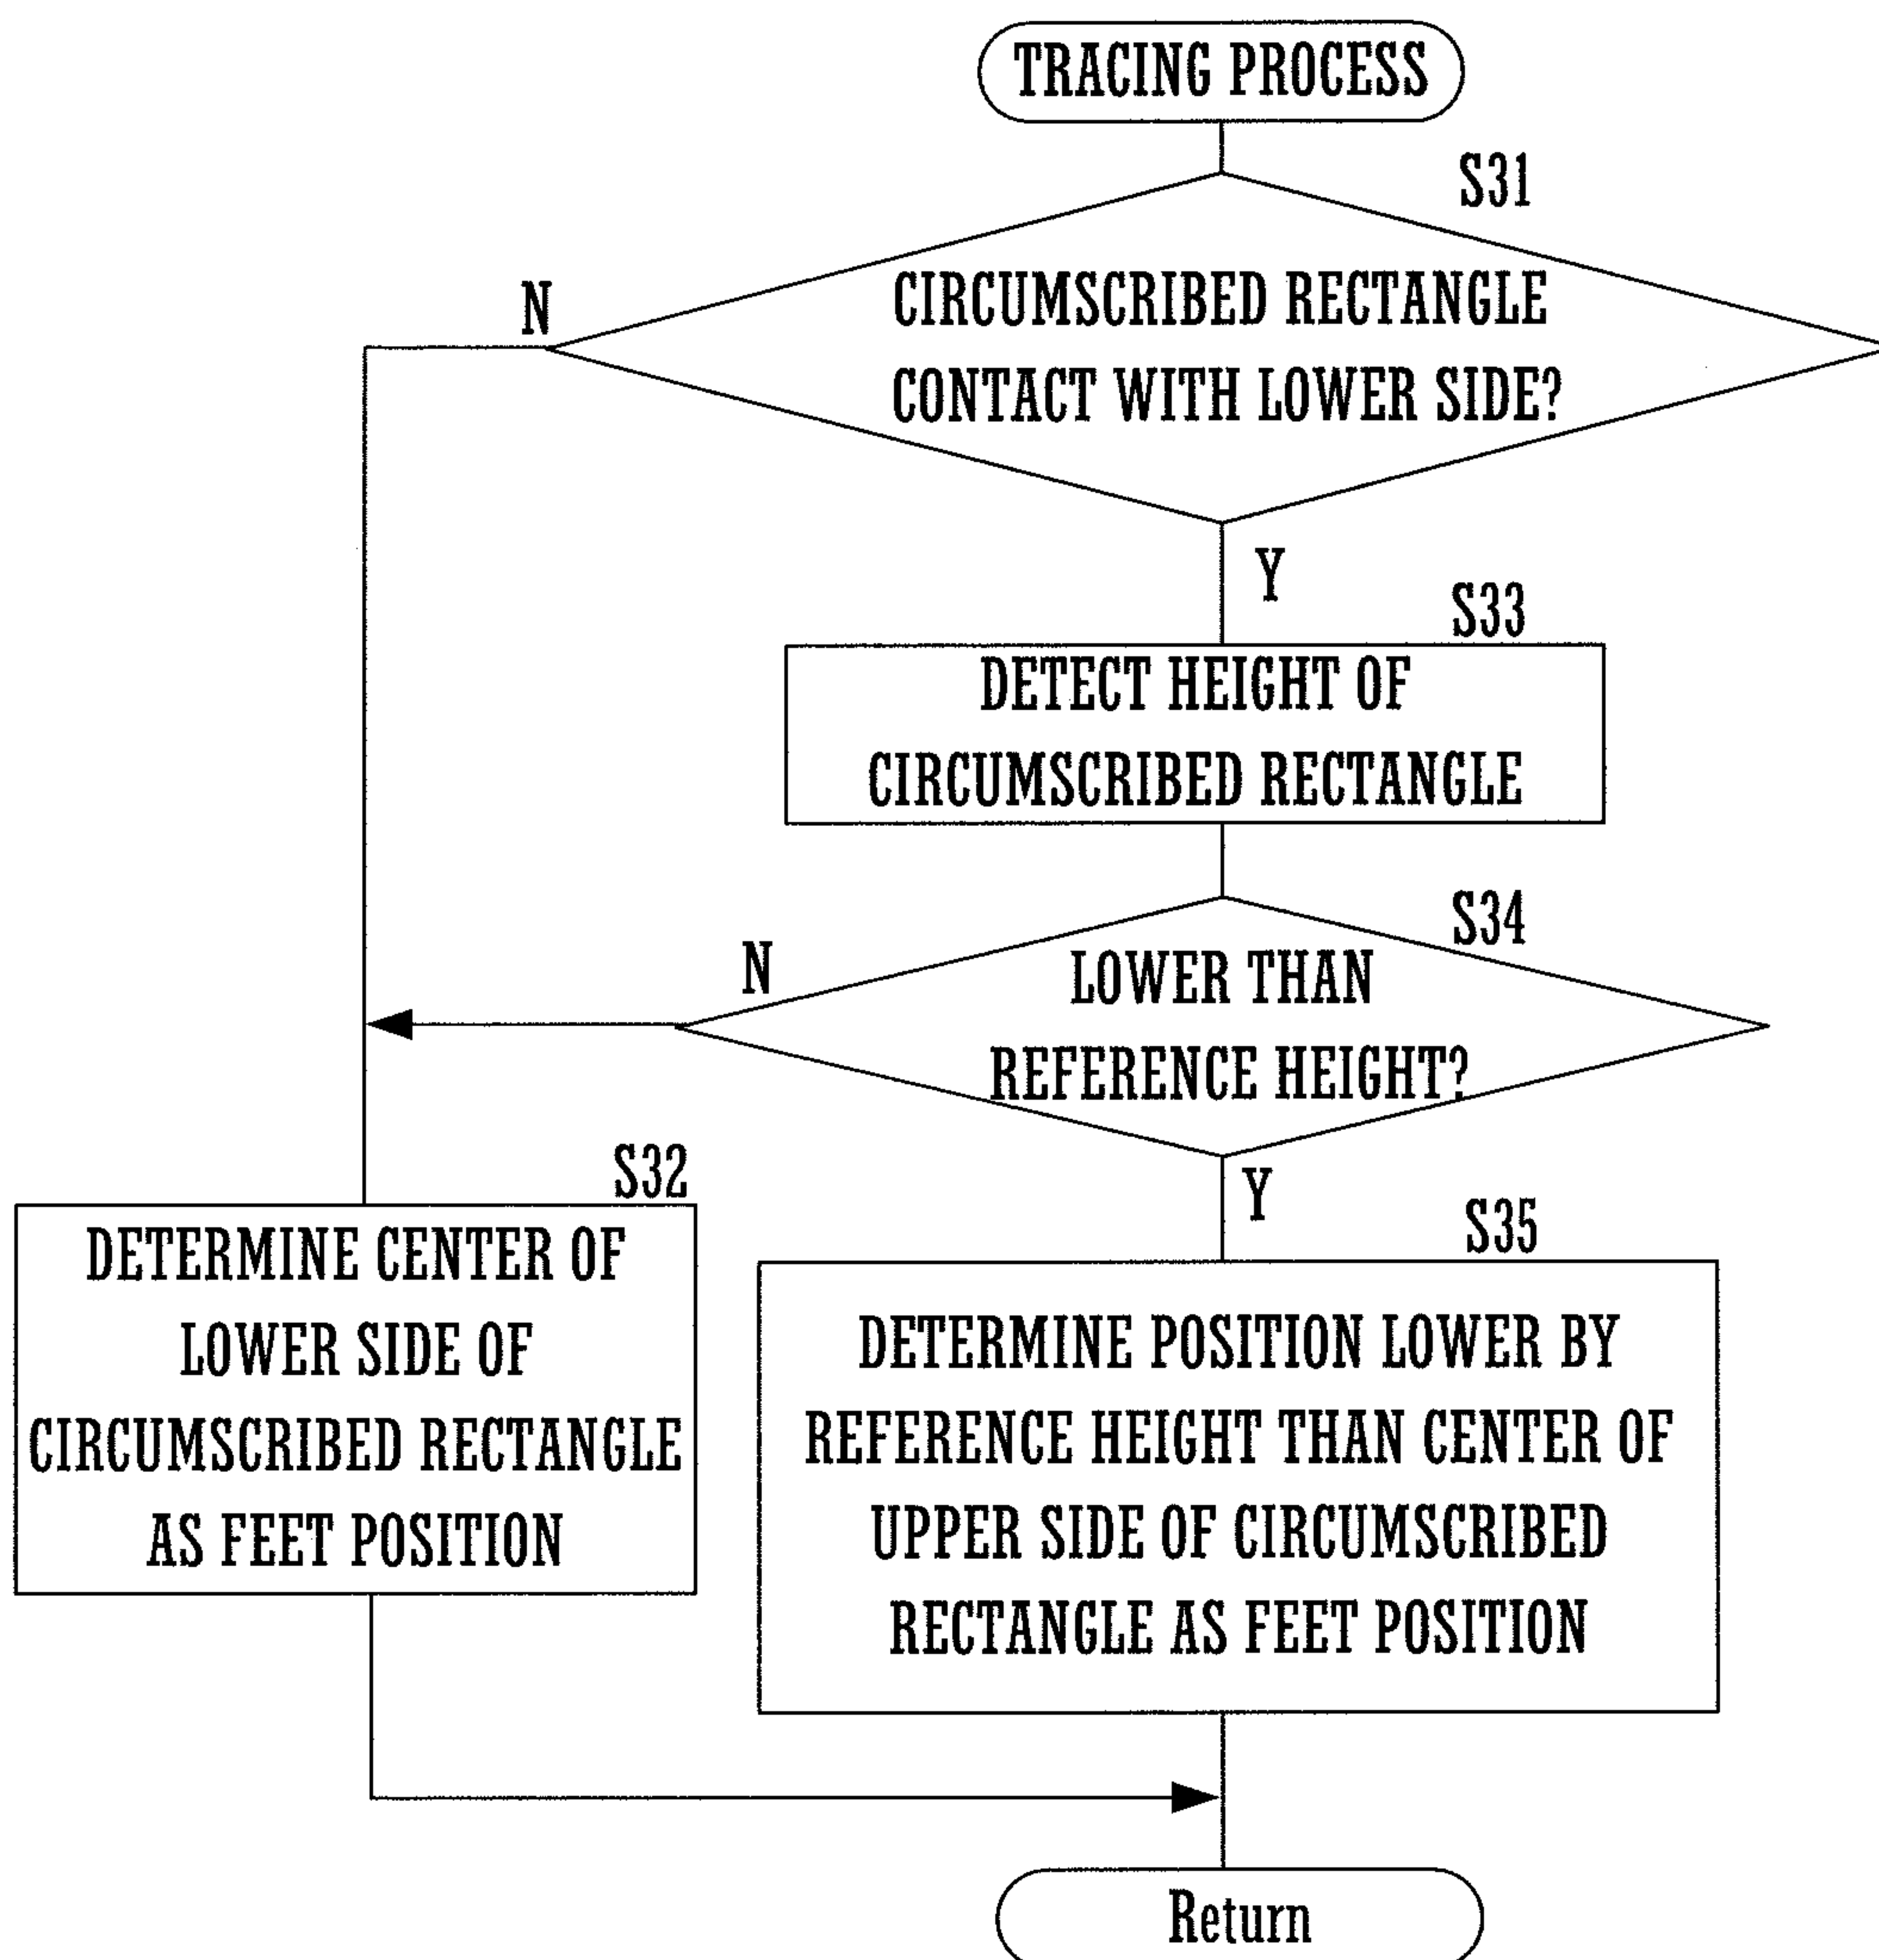 TRACING PROCESS
S31
CIRCUMSCRIBED RECTANGLE
CONTACT WITH LOWER SIDE?
N
Y
S33
DETECT HEIGHT OF
CIRCUMSCRIBED RECTANGLE
S34
LOWER THAN
REFERENCE HEIGHT?
N
Y
S32
DETERMINE CENTER OF
LOWER SIDE OF
CIRCUMSCRIBED RECTANGLE
AS FEET POSITION
S35
DETERMINE POSITION LOWER BY
REFERENCE HEIGHT THAN CENTER OF
UPPER SIDE OF CIRCUMSCRIBED
RECTANGLE AS FEET POSITION
Return